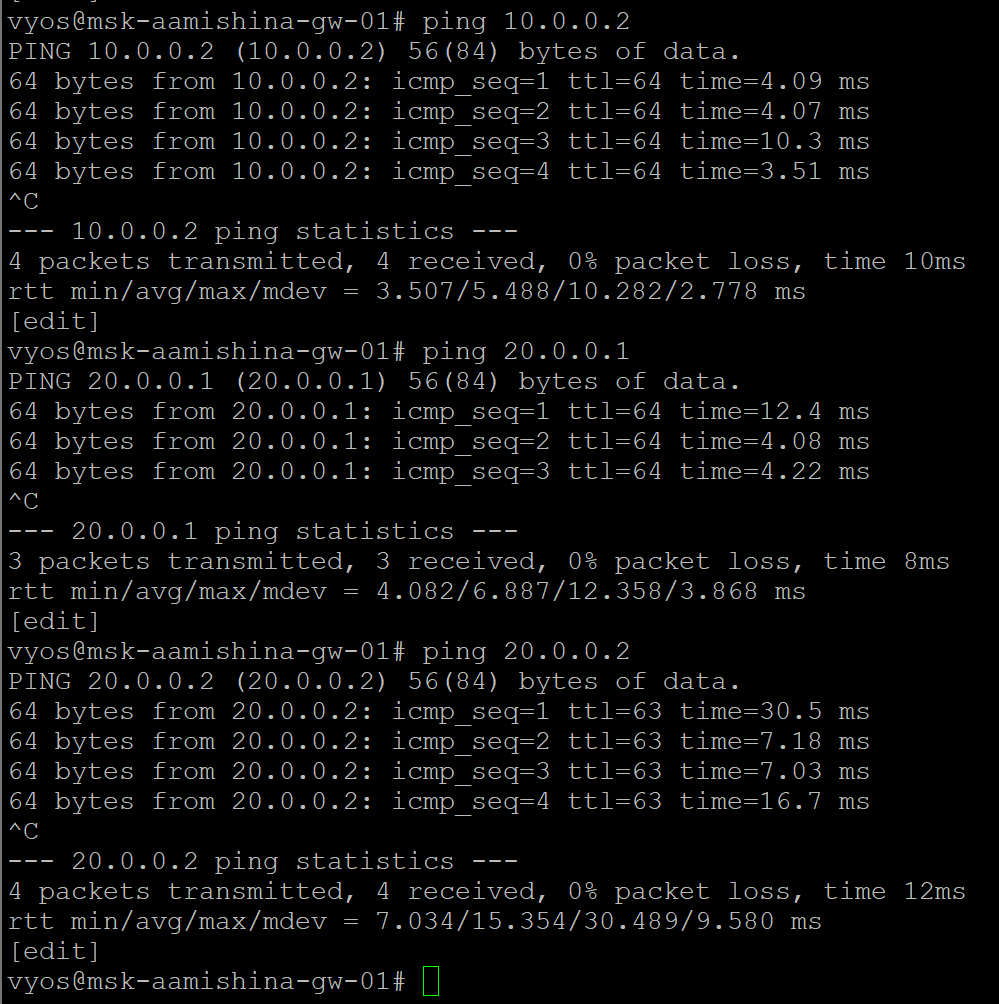 vyos@msk-aamishina-gw-01# ping 10.0.0.2
PING 10.0.0.2 (10.0.0.2) 56(84) bytes of data.
64 bytes from 10.0.0.2: icmp_seq=1 ttl=64 time=4.09 ms
64 bytes from 10.0.0.2: icmp_seq=2 ttl=64 time=4.07 ms
64 bytes from 10.0.0.2: icmp_seq=3 ttl=64 time=10.3 ms
64 bytes from 10.0.0.2: icmp_seq=4 ttl=64 time=3.51 ms
^C
--- 10.0.0.2 ping statistics ---
4 packets transmitted, 4 received, 0% packet loss, time 10ms
rtt min/avg/max/mdev = 3.507/5.488/10.282/2.778 ms
[edit]
vyos@msk-aamishina-gw-01# ping 20.0.0.1
PING 20.0.0.1 (20.0.0.1) 56(84) bytes of data.
64 bytes from 20.0.0.1: icmp_seq=1 ttl=64 time=12.4 ms
64 bytes from 20.0.0.1: icmp_seq=2 ttl=64 time=4.08 ms
64 bytes from 20.0.0.1: icmp_seq=3 ttl=64 time=4.22 ms
^C
--- 20.0.0.1 ping statistics ---
3 packets transmitted, 3 received, 0% packet loss, time 8ms
rtt min/avg/max/mdev = 4.082/6.887/12.358/3.868 ms
[edit]
vyos@msk-aamishina-gw-01# ping 20.0.0.2
PING 20.0.0.2 (20.0.0.2) 56(84) bytes of data.
64 bytes from 20.0.0.2: icmp_seq=1 ttl=63 time=30.5 ms
64 bytes from 20.0.0.2: icmp_seq=2 ttl=63 time=7.18 ms
64 bytes from 20.0.0.2: icmp_seq=3 ttl=63 time=7.03 ms
64 bytes from 20.0.0.2: icmp_seq=4 ttl=63 time=16.7 ms
^C
--- 20.0.0.2 ping statistics ---
4 packets transmitted, 4 received, 0% packet loss, time 12ms
rtt min/avg/max/mdev = 7.034/15.354/30.489/9.580 ms
[edit]
vyos@msk-aamishina-gw-01#